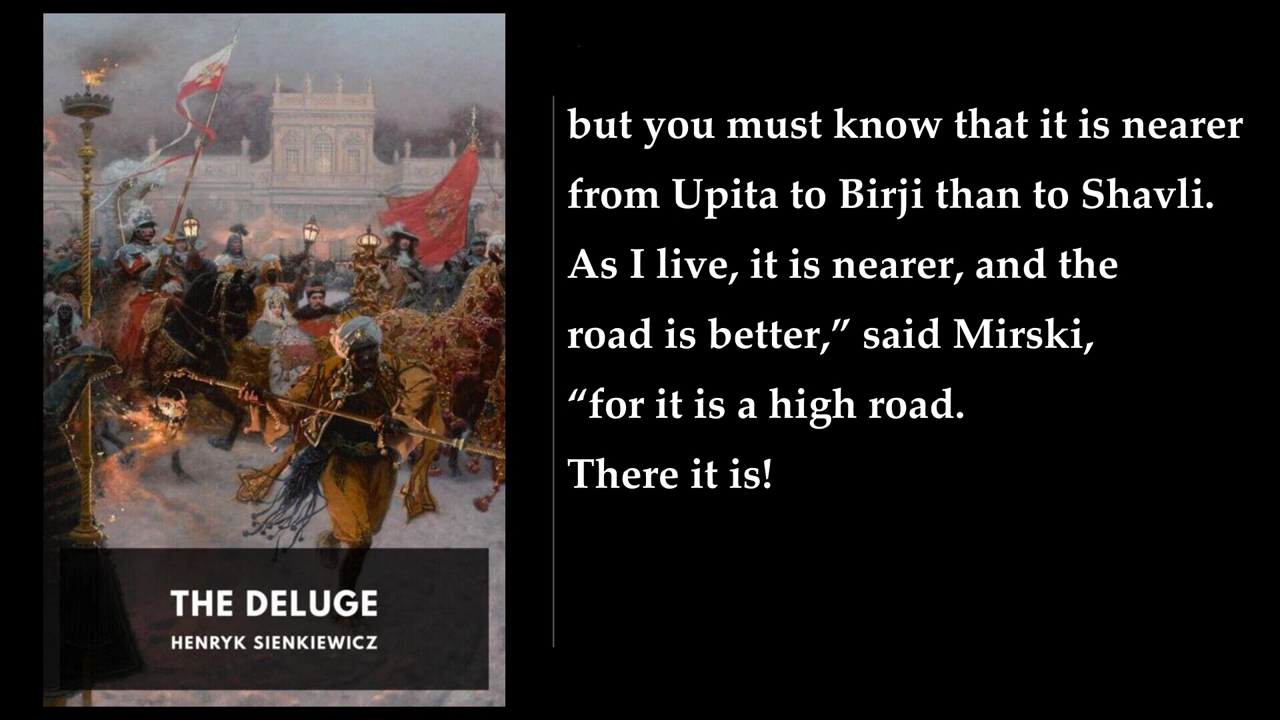 but you must know that it is nearer
from Upita to Birji than to Shavli.
As I live, it is nearer, and the
road is better,” said Mirski,
“for it is a high road.
There it is!
THE DELUGE
HENRYK SIENKIEWICZ